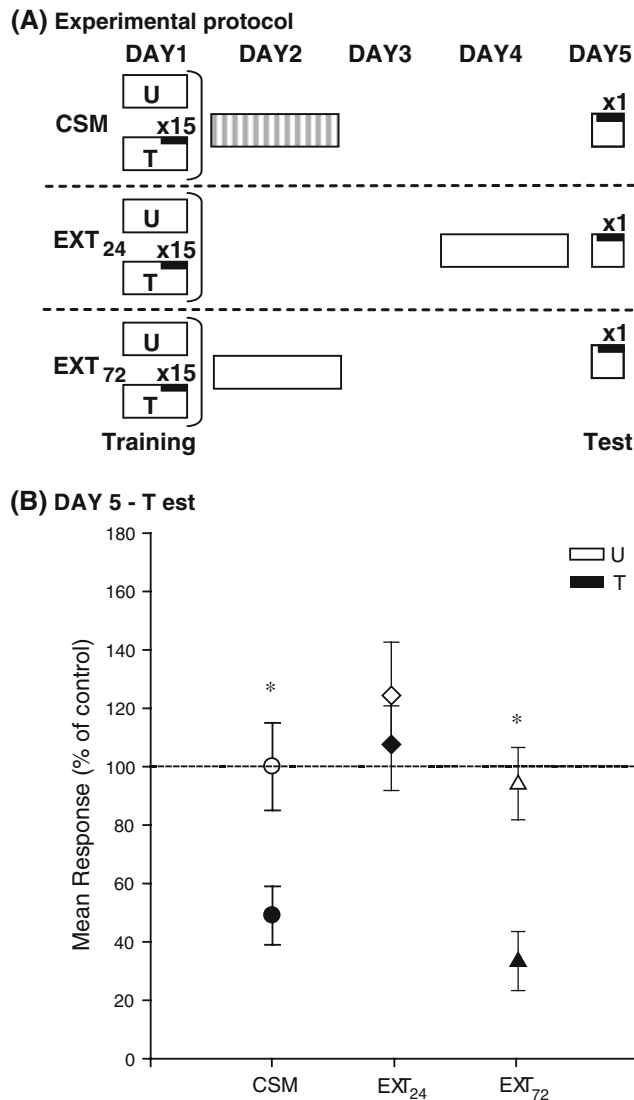 (A) Experimental protocol
DAY1 DAY2 DAY3 DAY4 DAY5
U
CSM x15 x1
T
U
EXT24 x15 x1
T
U
EXT72 x15 x1
T
Training Test
(B) DAY 5 - T est
180
160
140
120
100
80
60
40
20
0
Mean Response (% of control)
U
T
*
*
CSM EXT24 EXT72